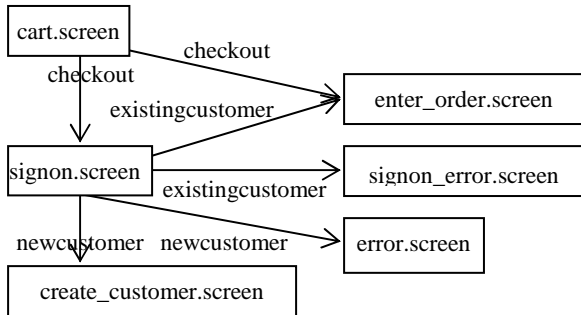 cart.screen
checkout
checkout
enter_order.screen
existingcustomer
signon.screen
signon_error.screen
existingcustomer
newcustomer
newcustomer
error.screen
create_customer.screen